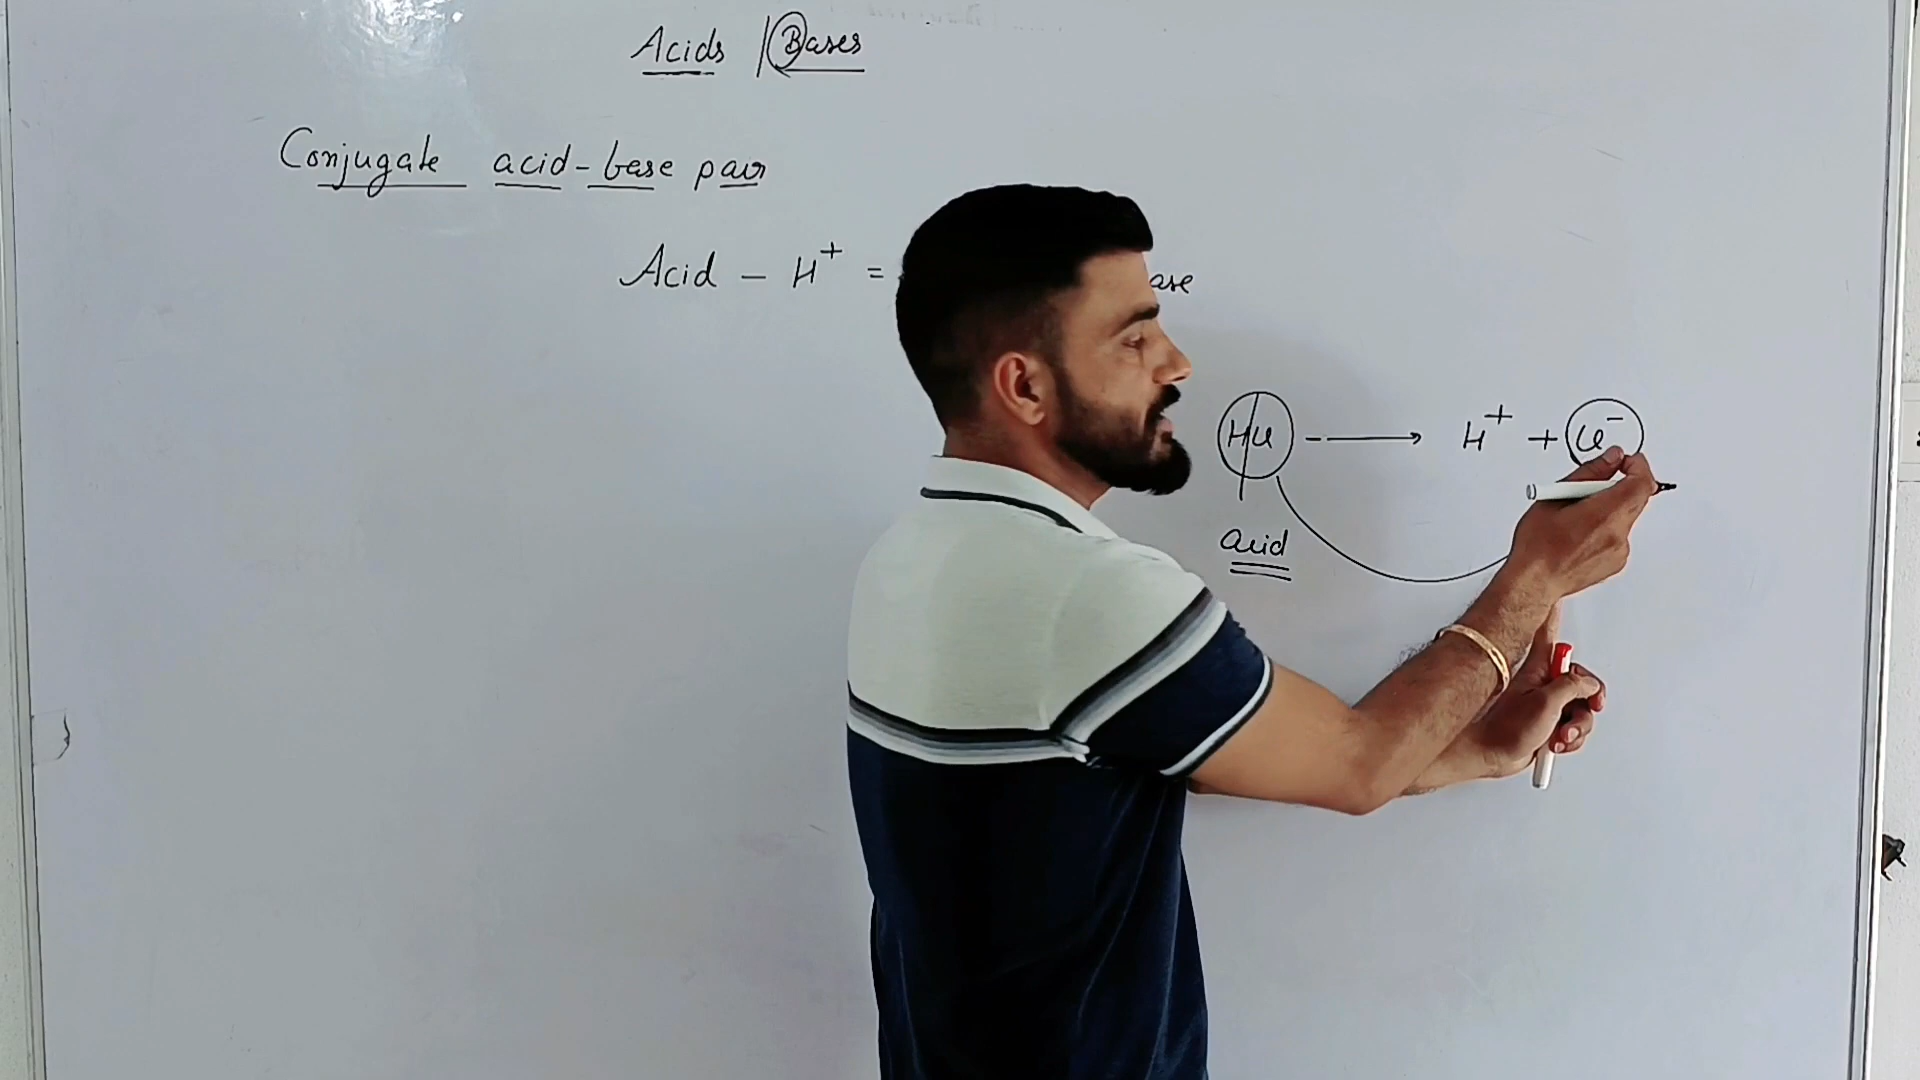 Acids | Bases
Conjugate acid-base pair
Acid - H⁺ = ase
HCl → H⁺ + Cl⁻
acid